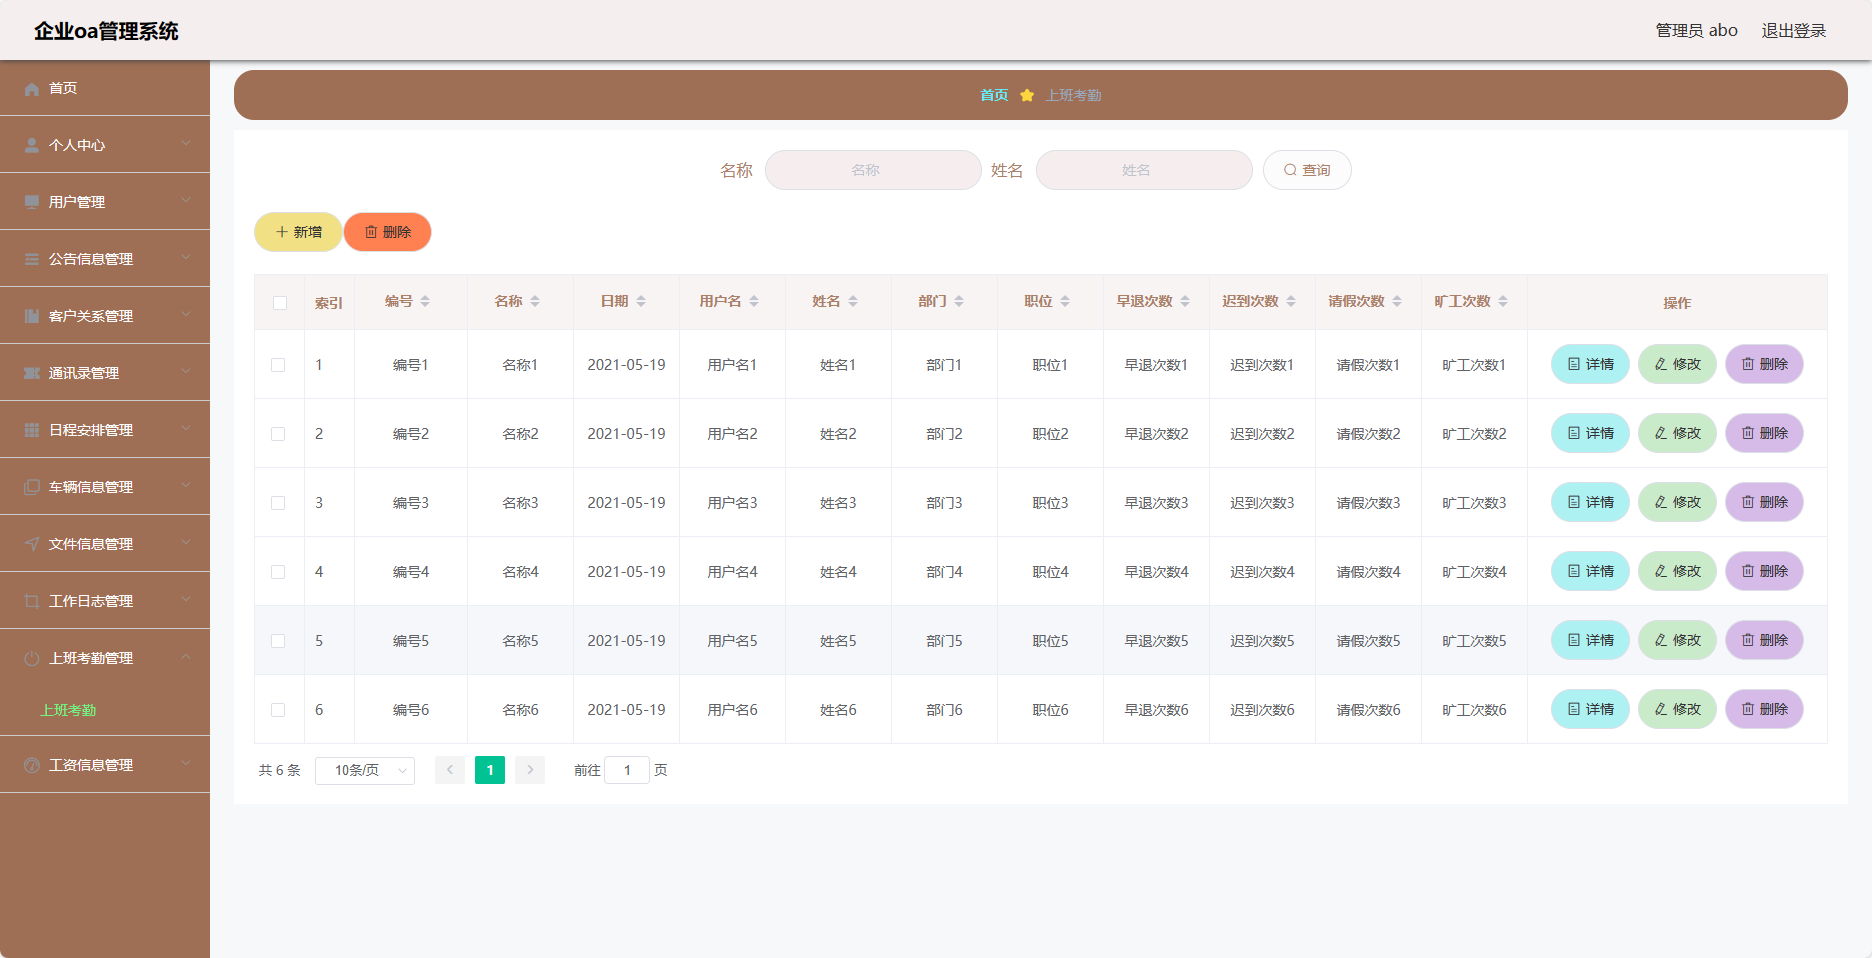 企业oa管理系统
管理员 abo 退出登录
首页
个人中心
用户管理
公告信息管理
客户关系管理
通讯录管理
日程安排管理
车辆信息管理
文件信息管理
工作日志管理
上班考勤管理
上班考勤
工资信息管理
首页 上班考勤
名称 名称 姓名 姓名 查询
新增 删除
索引 编号 名称 日期 用户名 姓名 部门 职位 早退次数 迟到次数 请假次数 旷工次数 操作
1 编号1 名称1 2021-05-19 用户名1 姓名1 部门1 职位1 早退次数1 迟到次数1 请假次数1 旷工次数1 详情 修改 删除
2 编号2 名称2 2021-05-19 用户名2 姓名2 部门2 职位2 早退次数2 迟到次数2 请假次数2 旷工次数2 详情 修改 删除
3 编号3 名称3 2021-05-19 用户名3 姓名3 部门3 职位3 早退次数3 迟到次数3 请假次数3 旷工次数3 详情 修改 删除
4 编号4 名称4 2021-05-19 用户名4 姓名4 部门4 职位4 早退次数4 迟到次数4 请假次数4 旷工次数4 详情 修改 删除
5 编号5 名称5 2021-05-19 用户名5 姓名5 部门5 职位5 早退次数5 迟到次数5 请假次数5 旷工次数5 详情 修改 删除
6 编号6 名称6 2021-05-19 用户名6 姓名6 部门6 职位6 早退次数6 迟到次数6 请假次数6 旷工次数6 详情 修改 删除
共 6 条 10条/页 1 前往 1 页